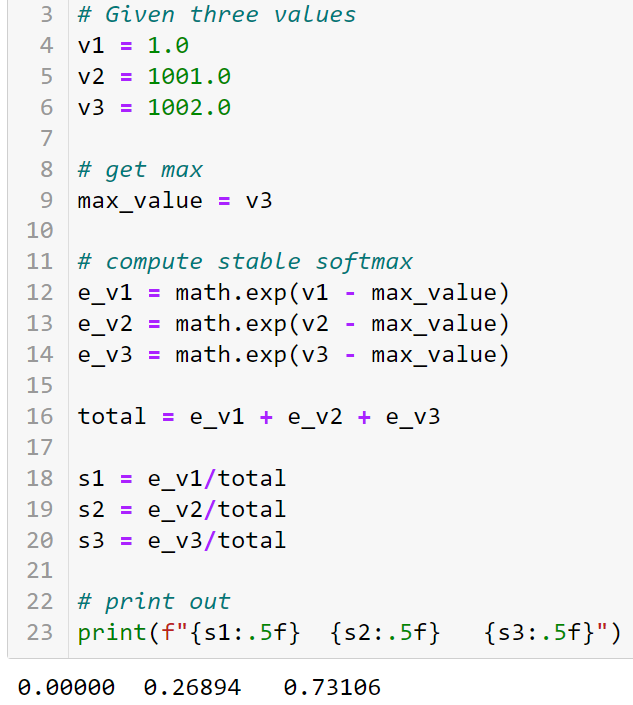 3 # Given three values
4 v1 = 1.0
5 v2 = 1001.0
6 v3 = 1002.0
7
8 # get max
9 max_value = v3
10
11 # compute stable softmax
12 e_v1 = math.exp(v1 - max_value)
13 e_v2 = math.exp(v2 - max_value)
14 e_v3 = math.exp(v3 - max_value)
15
16 total = e_v1 + e_v2 + e_v3
17
18 s1 = e_v1/total
19 s2 = e_v2/total
20 s3 = e_v3/total
21
22 # print out
23 print(f"{s1:.5f}  {s2:.5f}   {s3:.5f}")
0.00000  0.26894   0.73106